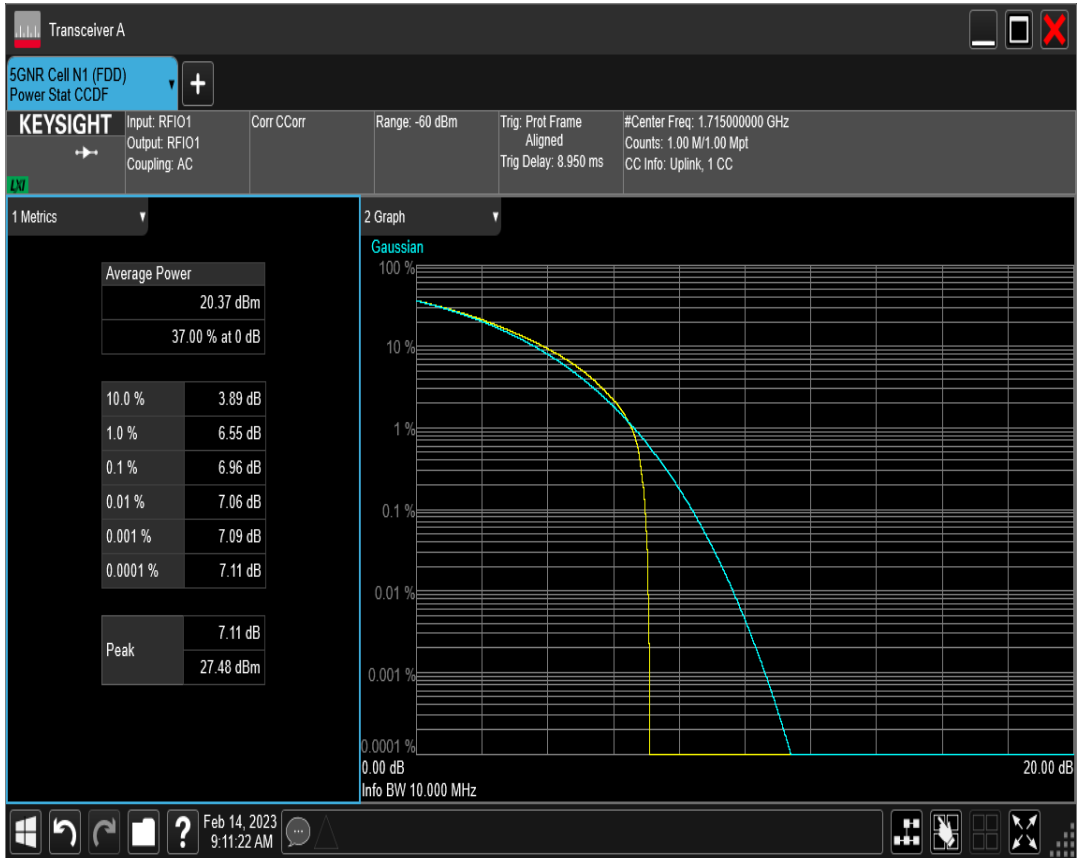 Transceiver A
5GNR Cell N1 (FDD)
Power Stat CCDF
+
KEYSIGHT
LXI
Input: RFIO1
Output: RFIO1
Coupling: AC
Corr CCorr
Range: -60 dBm
Trig: Prot Frame
Aligned
Trig Delay: 8.950 ms
#Center Freq: 1.715000000 GHz
Counts: 1.00 M/1.00 Mpt
CC Info: Uplink, 1 CC
1 Metrics
Average Power
20.37 dBm
37.00 % at 0 dB
10.0 % 3.89 dB
1.0 % 6.55 dB
0.1 % 6.96 dB
0.01 % 7.06 dB
0.001 % 7.09 dB
0.0001 % 7.11 dB
Peak
7.11 dB
27.48 dBm
2 Graph
Gaussian
100 %
10 %
1 %
0.1 %
0.01 %
0.001 %
0.0001 %
0.00 dB 20.00 dB
Info BW 10.000 MHz
?
Feb 14, 2023
9:11:22 AM